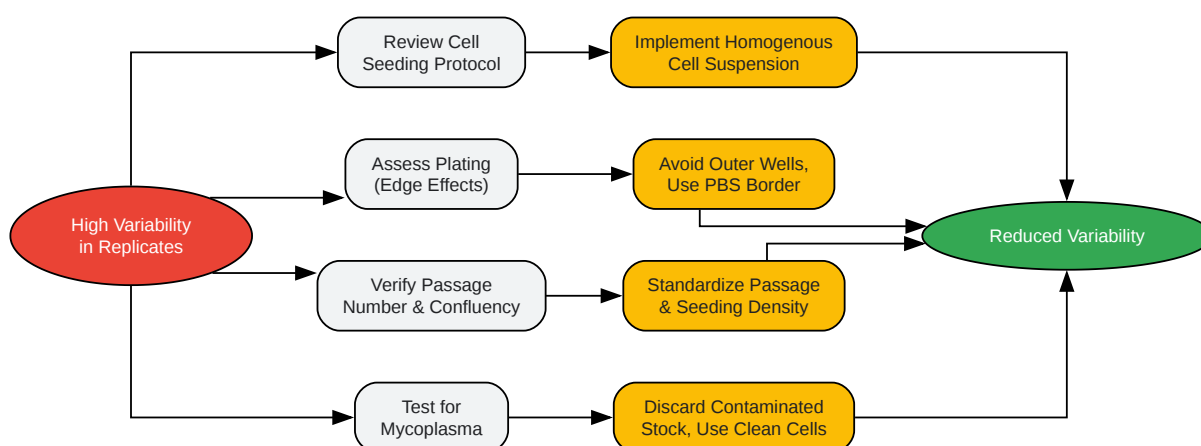 Review Cell
Seeding Protocol
Implement Homogenous
Cell Suspension
Assess Plating
(Edge Effects)
Avoid Outer Wells,
Use PBS Border
High Variability
in Replicates
Reduced Variability
Verify Passage
Number & Confluency
Standardize Passage
& Seeding Density
Test for
Mycoplasma
Discard Contaminated
Stock, Use Clean Cells